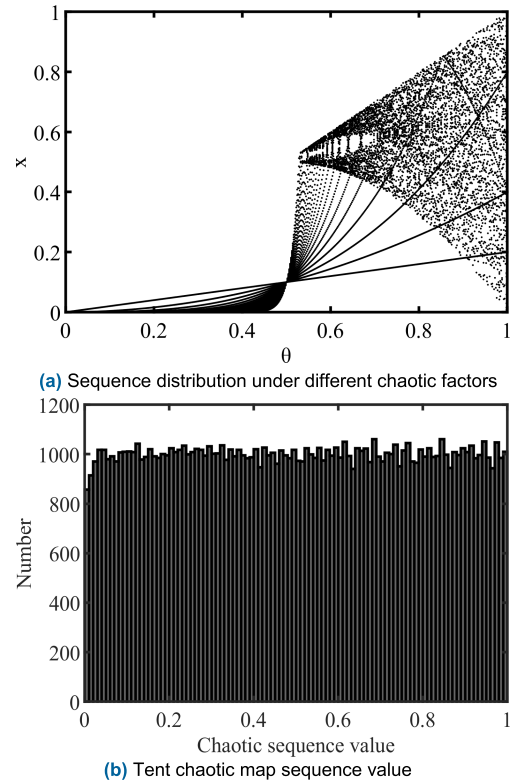 1
0.8
0.6
x
0.4
0.2
0
0 0.2 0.4 0.6 0.8 1
θ
(a) Sequence distribution under different chaotic factors
1200
1000
800
Number
600
400
200
0
0 0.2 0.4 0.6 0.8 1
Chaotic sequence value
(b) Tent chaotic map sequence value